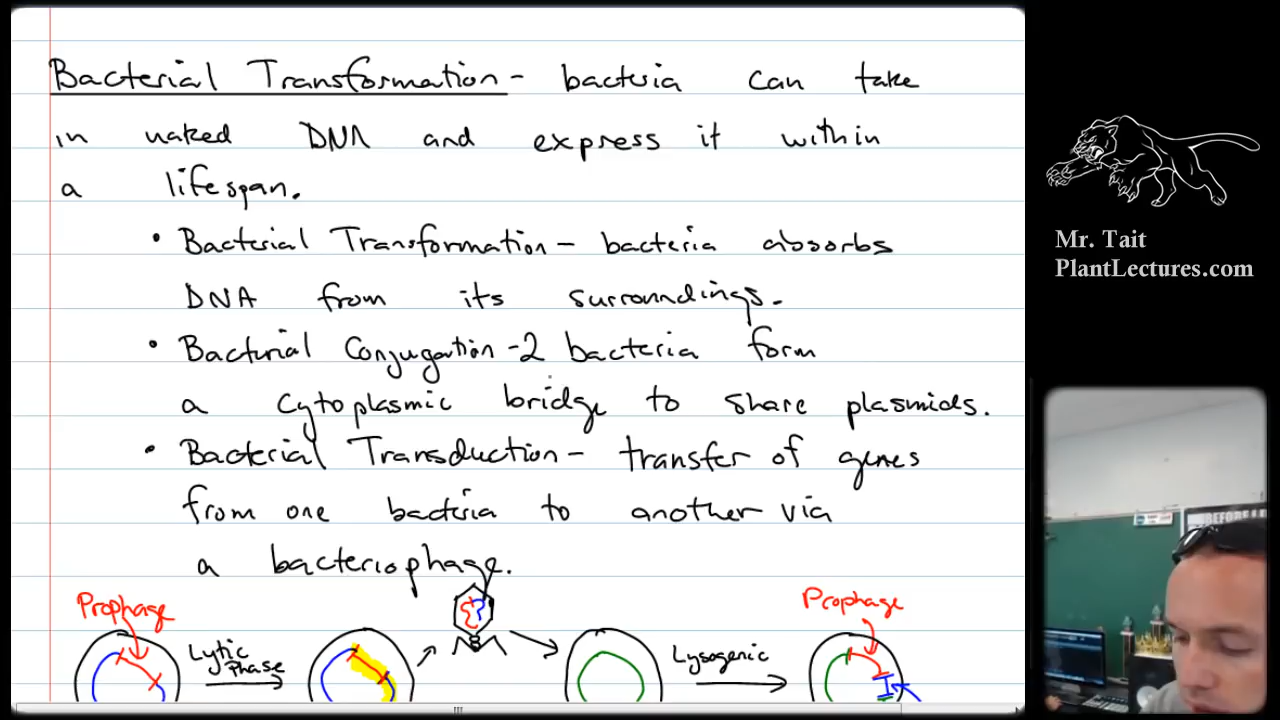 Bacterial Transformation - bacteria can take
in naked DNA and express it within
a lifespan.
• Bacterial Transformation - bacteria absorbs
DNA from its surroundings.
• Bacterial Conjugation - 2 bacteria form
a cytoplasmic bridge to share plasmids.
• Bacterial Transduction - transfer of genes
from one bacteria to another via
a bacteriophage.
Prophage
Lytic
Phase
Lysogenic
Prophage
Mr. Tait
PlantLectures.com
BEFORE